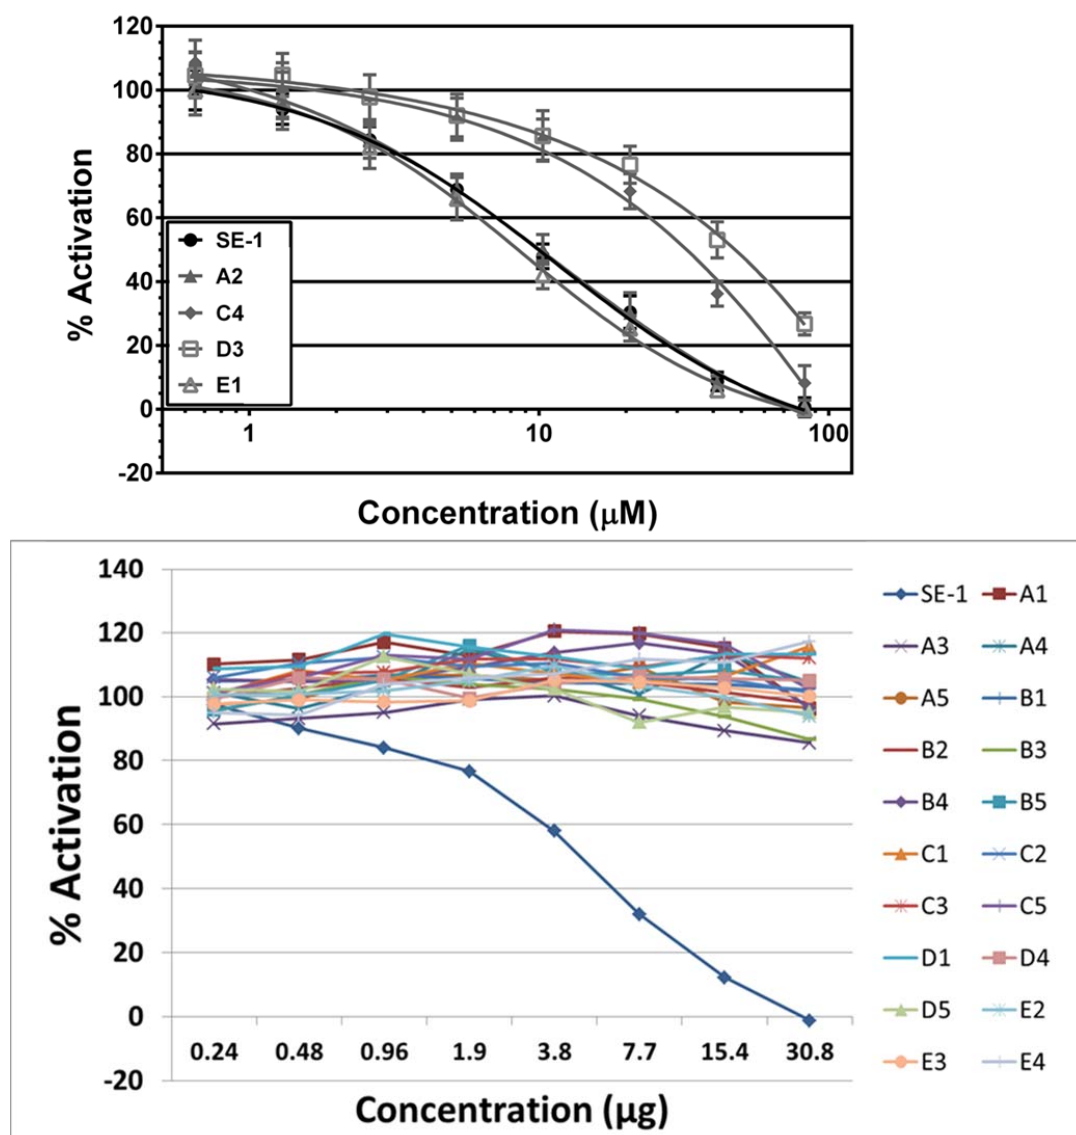 120
100
80
60
40
20
0
-20
% Activation
SE-1
A2
C4
D3
E1
1 10 100
Concentration (μM)
140
120
100
80
60
40
20
0
-20
% Activation
0.24 0.48 0.96 1.9 3.8 7.7 15.4 30.8
Concentration (μg)
SE-1 A1
A3 A4
A5 B1
B2 B3
B4 B5
C1 C2
C3 C5
D1 D4
D5 E2
E3 E4